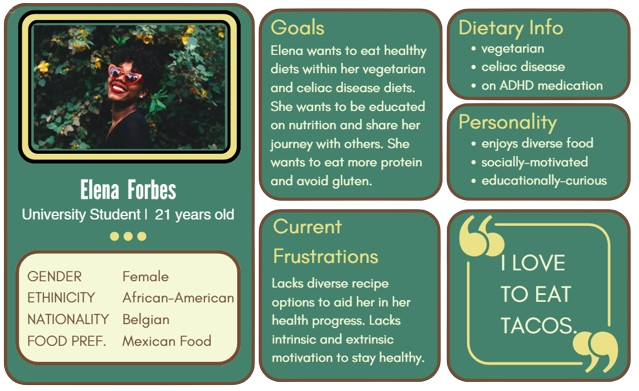 Elena Forbes
University Student | 21 years old
GENDER Female
ETHINICITY African-American
NATIONALITY Belgian
FOOD PREF. Mexican Food
Goals
Elena wants to eat healthy
diets within her vegetarian
and celiac disease diets.
She wants to be educated
on nutrition and share her
journey with others. She
wants to eat more protein
and avoid gluten.
Current
Frustrations
Lacks diverse recipe
options to aid her in her
health progress. Lacks
intrinsic and extrinsic
motivation to stay healthy.
Dietary Info
• vegetarian
• celiac disease
• on ADHD medication
Personality
• enjoys diverse food
• socially-motivated
• educationally-curious
“
I LOVE
TO EAT
TACOS.
”